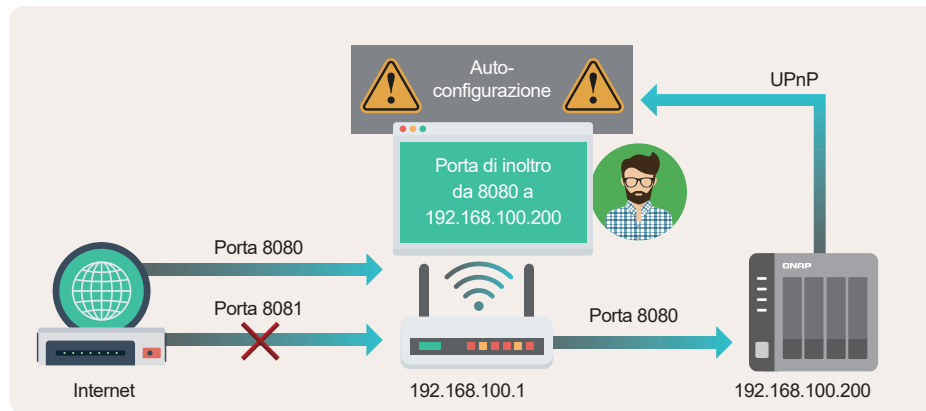 Auto-
configurazione
UPnP
Porta di inoltro
da 8080 a
192.168.100.200
Porta 8080
Porta 8081
Porta 8080
QNAP
Internet
192.168.100.1
192.168.100.200